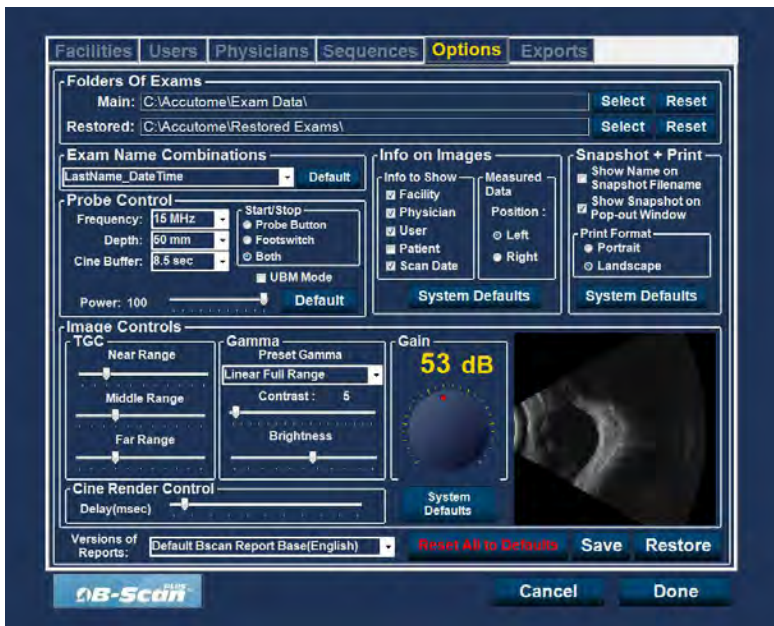 Facilities Users Physicians Sequences Options Exports
Folders Of Exams
Main: C:\Accutome\Exam Data\ Select Reset
Restored: C:\Accutome\Restored Exams\ Select Reset
Exam Name Combinations
LastName_DateTime Default
Probe Control
Frequency: 15 MHz
Depth: 60 mm
Cine Buffer: 8.5 sec
Start/Stop
Probe Button
Footswitch
Both
UBM Mode
Power: 100 Default
Info on Images
Info to Show
Facility
Physician
User
Patient
Scan Date
Measured
Data
Position :
Left
Right
System Defaults
Snapshot + Print
Show Name on
Snapshot Filename
Show Snapshot on
Pop-out Window
Print Format
Portrait
Landscape
System Defaults
Image Controls
TGC
Near Range
Middle Range
Far Range
Gamma
Preset Gamma
Linear Full Range
Contrast : 5
Brightness
Gain
53 dB
System
Defaults
Cine Render Control
Delay(msec)
Versions of
Reports:
Default Bscan Report Base(English)
Reset All to Defaults Save Restore
B-Scan PLUS
Cancel Done